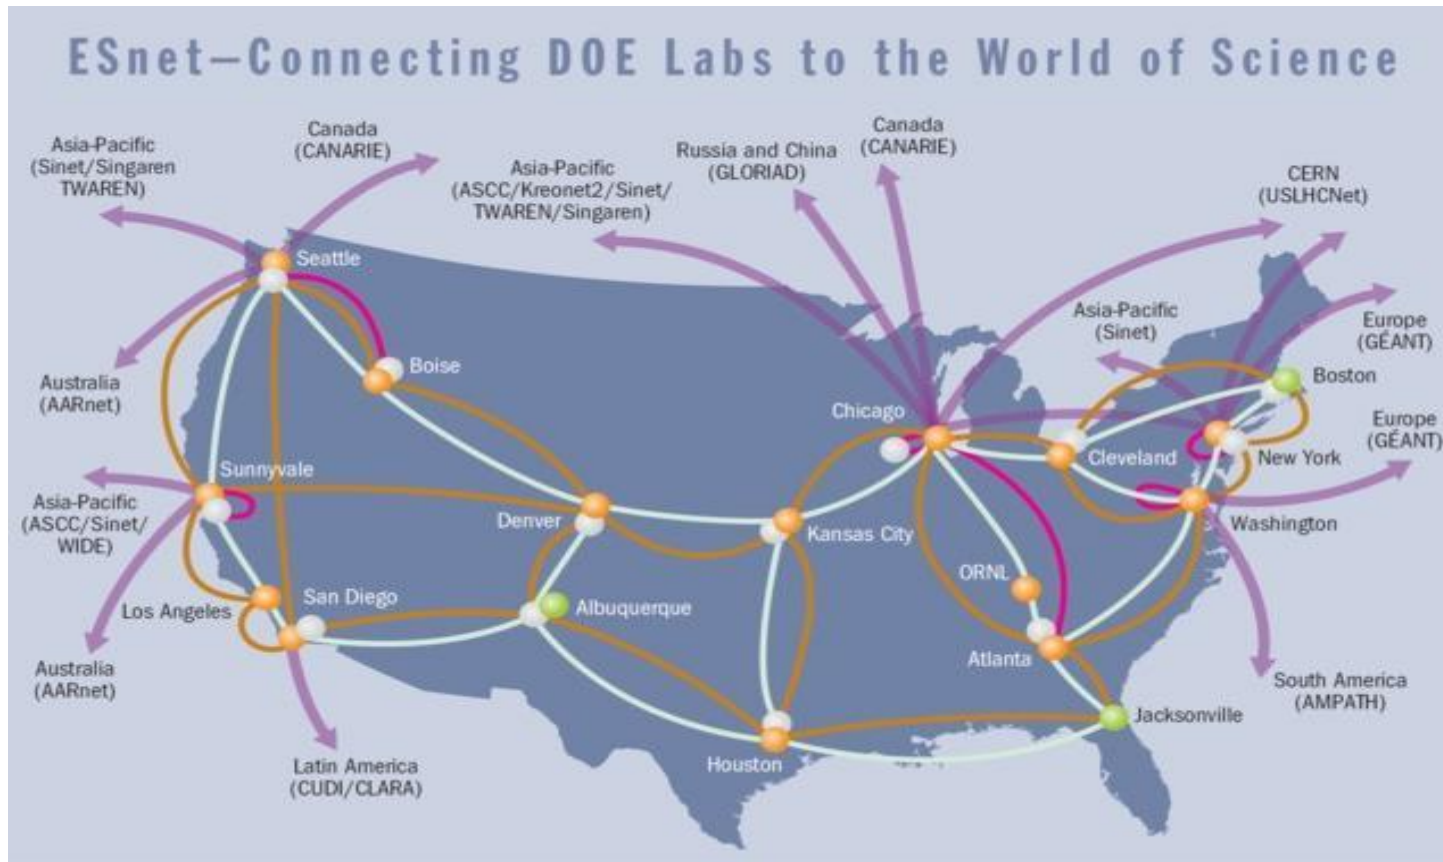 ESnet—Connecting DOE Labs to the World of Science
Asia-Pacific
(Sinet/Singaren
TWAREN)
Canada
(CANARIE)
Asia-Pacific
(ASCC/Kreonet2/Sinet/
TWAREN/Singaren)
Russia and China
(GLORIAD)
Canada
(CANARIE)
CERN
(USLHCNet)
Seattle
Asia-Pacific
(Sinet)
Europe
(GÉANT)
Australia
(AARnet)
Boise
Boston
Chicago
Europe
(GÉANT)
Sunnyvale
Cleveland
New York
Asia-Pacific
(ASCC/Sinet/
WIDE)
Denver
Kansas City
Washington
ORNL
Los Angeles
San Diego
Albuquerque
Australia
(AARnet)
Atlanta
South America
(AMPATH)
Jacksonville
Houston
Latin America
(CUDI/CLARA)